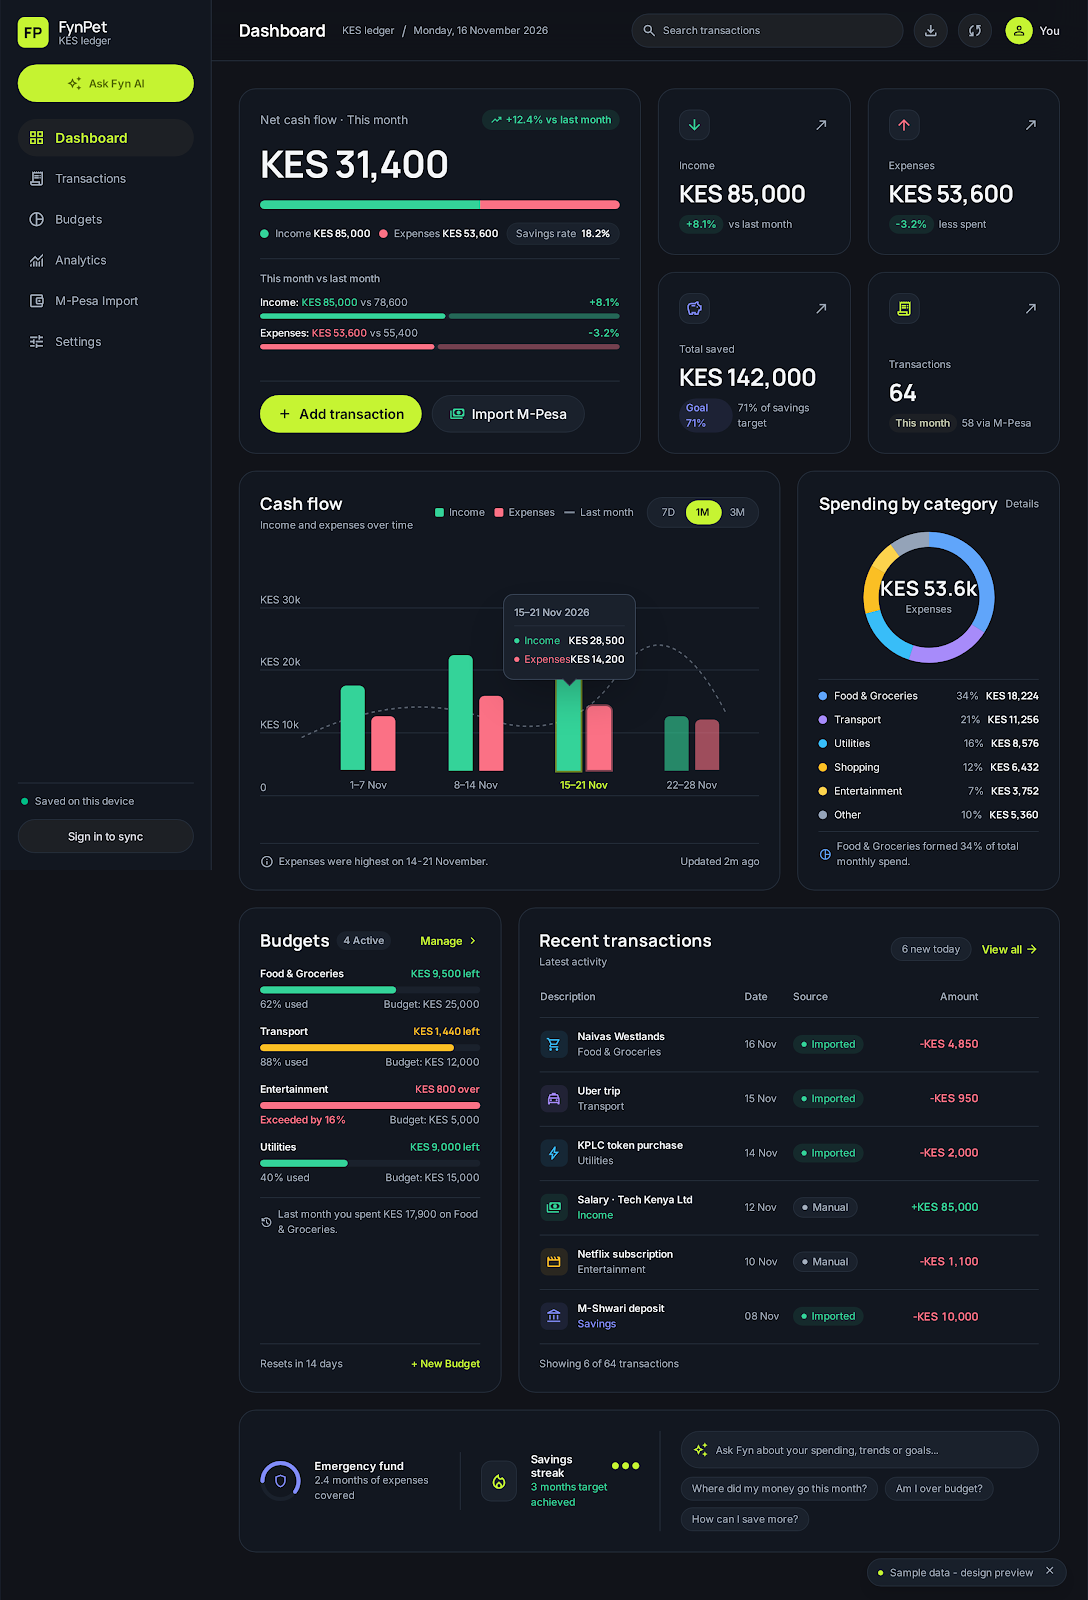 FP
FynPet
KES ledger
Ask Fyn AI
Dashboard
Transactions
Budgets
Analytics
M-Pesa Import
Settings
Saved on this device
Sign in to sync
Dashboard KES ledger / Monday, 16 November 2026
Search transactions
You
Net cash flow · This month
+12.4% vs last month
KES 31,400
Income KES 85,000 Expenses KES 53,600 Savings rate 18.2%
This month vs last month
Income: KES 85,000 vs 78,600 +8.1%
Expenses: KES 53,600 vs 55,400 -3.2%
+ Add transaction
Import M-Pesa
Income
KES 85,000
+8.1% vs last month
Expenses
KES 53,600
-3.2% less spent
Total saved
KES 142,000
Goal
71%
71% of savings
target
Transactions
64
This month 58 via M-Pesa
Cash flow
Income and expenses over time
Income Expenses Last month
7D 1M 3M
KES 30k
KES 20k
KES 10k
0
15–21 Nov 2026
Income KES 28,500
Expenses KES 14,200
1–7 Nov 8–14 Nov 15–21 Nov 22–28 Nov
Expenses were highest on 14-21 November.
Updated 2m ago
Spending by category Details
KES 53.6k
Expenses
Food & Groceries 34% KES 18,224
Transport 21% KES 11,256
Utilities 16% KES 8,576
Shopping 12% KES 6,432
Entertainment 7% KES 3,752
Other 10% KES 5,360
Food & Groceries formed 34% of total
monthly spend.
Budgets 4 Active Manage
Food & Groceries KES 9,500 left
62% used Budget: KES 25,000
Transport KES 1,440 left
88% used Budget: KES 12,000
Entertainment KES 800 over
Exceeded by 16% Budget: KES 5,000
Utilities KES 9,000 left
40% used Budget: KES 15,000
Last month you spent KES 17,900 on Food
& Groceries.
Resets in 14 days + New Budget
Recent transactions
Latest activity
6 new today View all
Description Date Source Amount
Naivas Westlands
Food & Groceries
16 Nov Imported -KES 4,850
Uber trip
Transport
15 Nov Imported -KES 950
KPLC token purchase
Utilities
14 Nov Imported -KES 2,000
Salary · Tech Kenya Ltd
Income
12 Nov Manual +KES 85,000
Netflix subscription
Entertainment
10 Nov Manual -KES 1,100
M-Shwari deposit
Savings
08 Nov Imported -KES 10,000
Showing 6 of 64 transactions
Emergency fund
2.4 months of expenses
covered
Savings
streak
3 months target
achieved
Ask Fyn about your spending, trends or goals...
Where did my money go this month? Am I over budget?
How can I save more?
Sample data - design preview